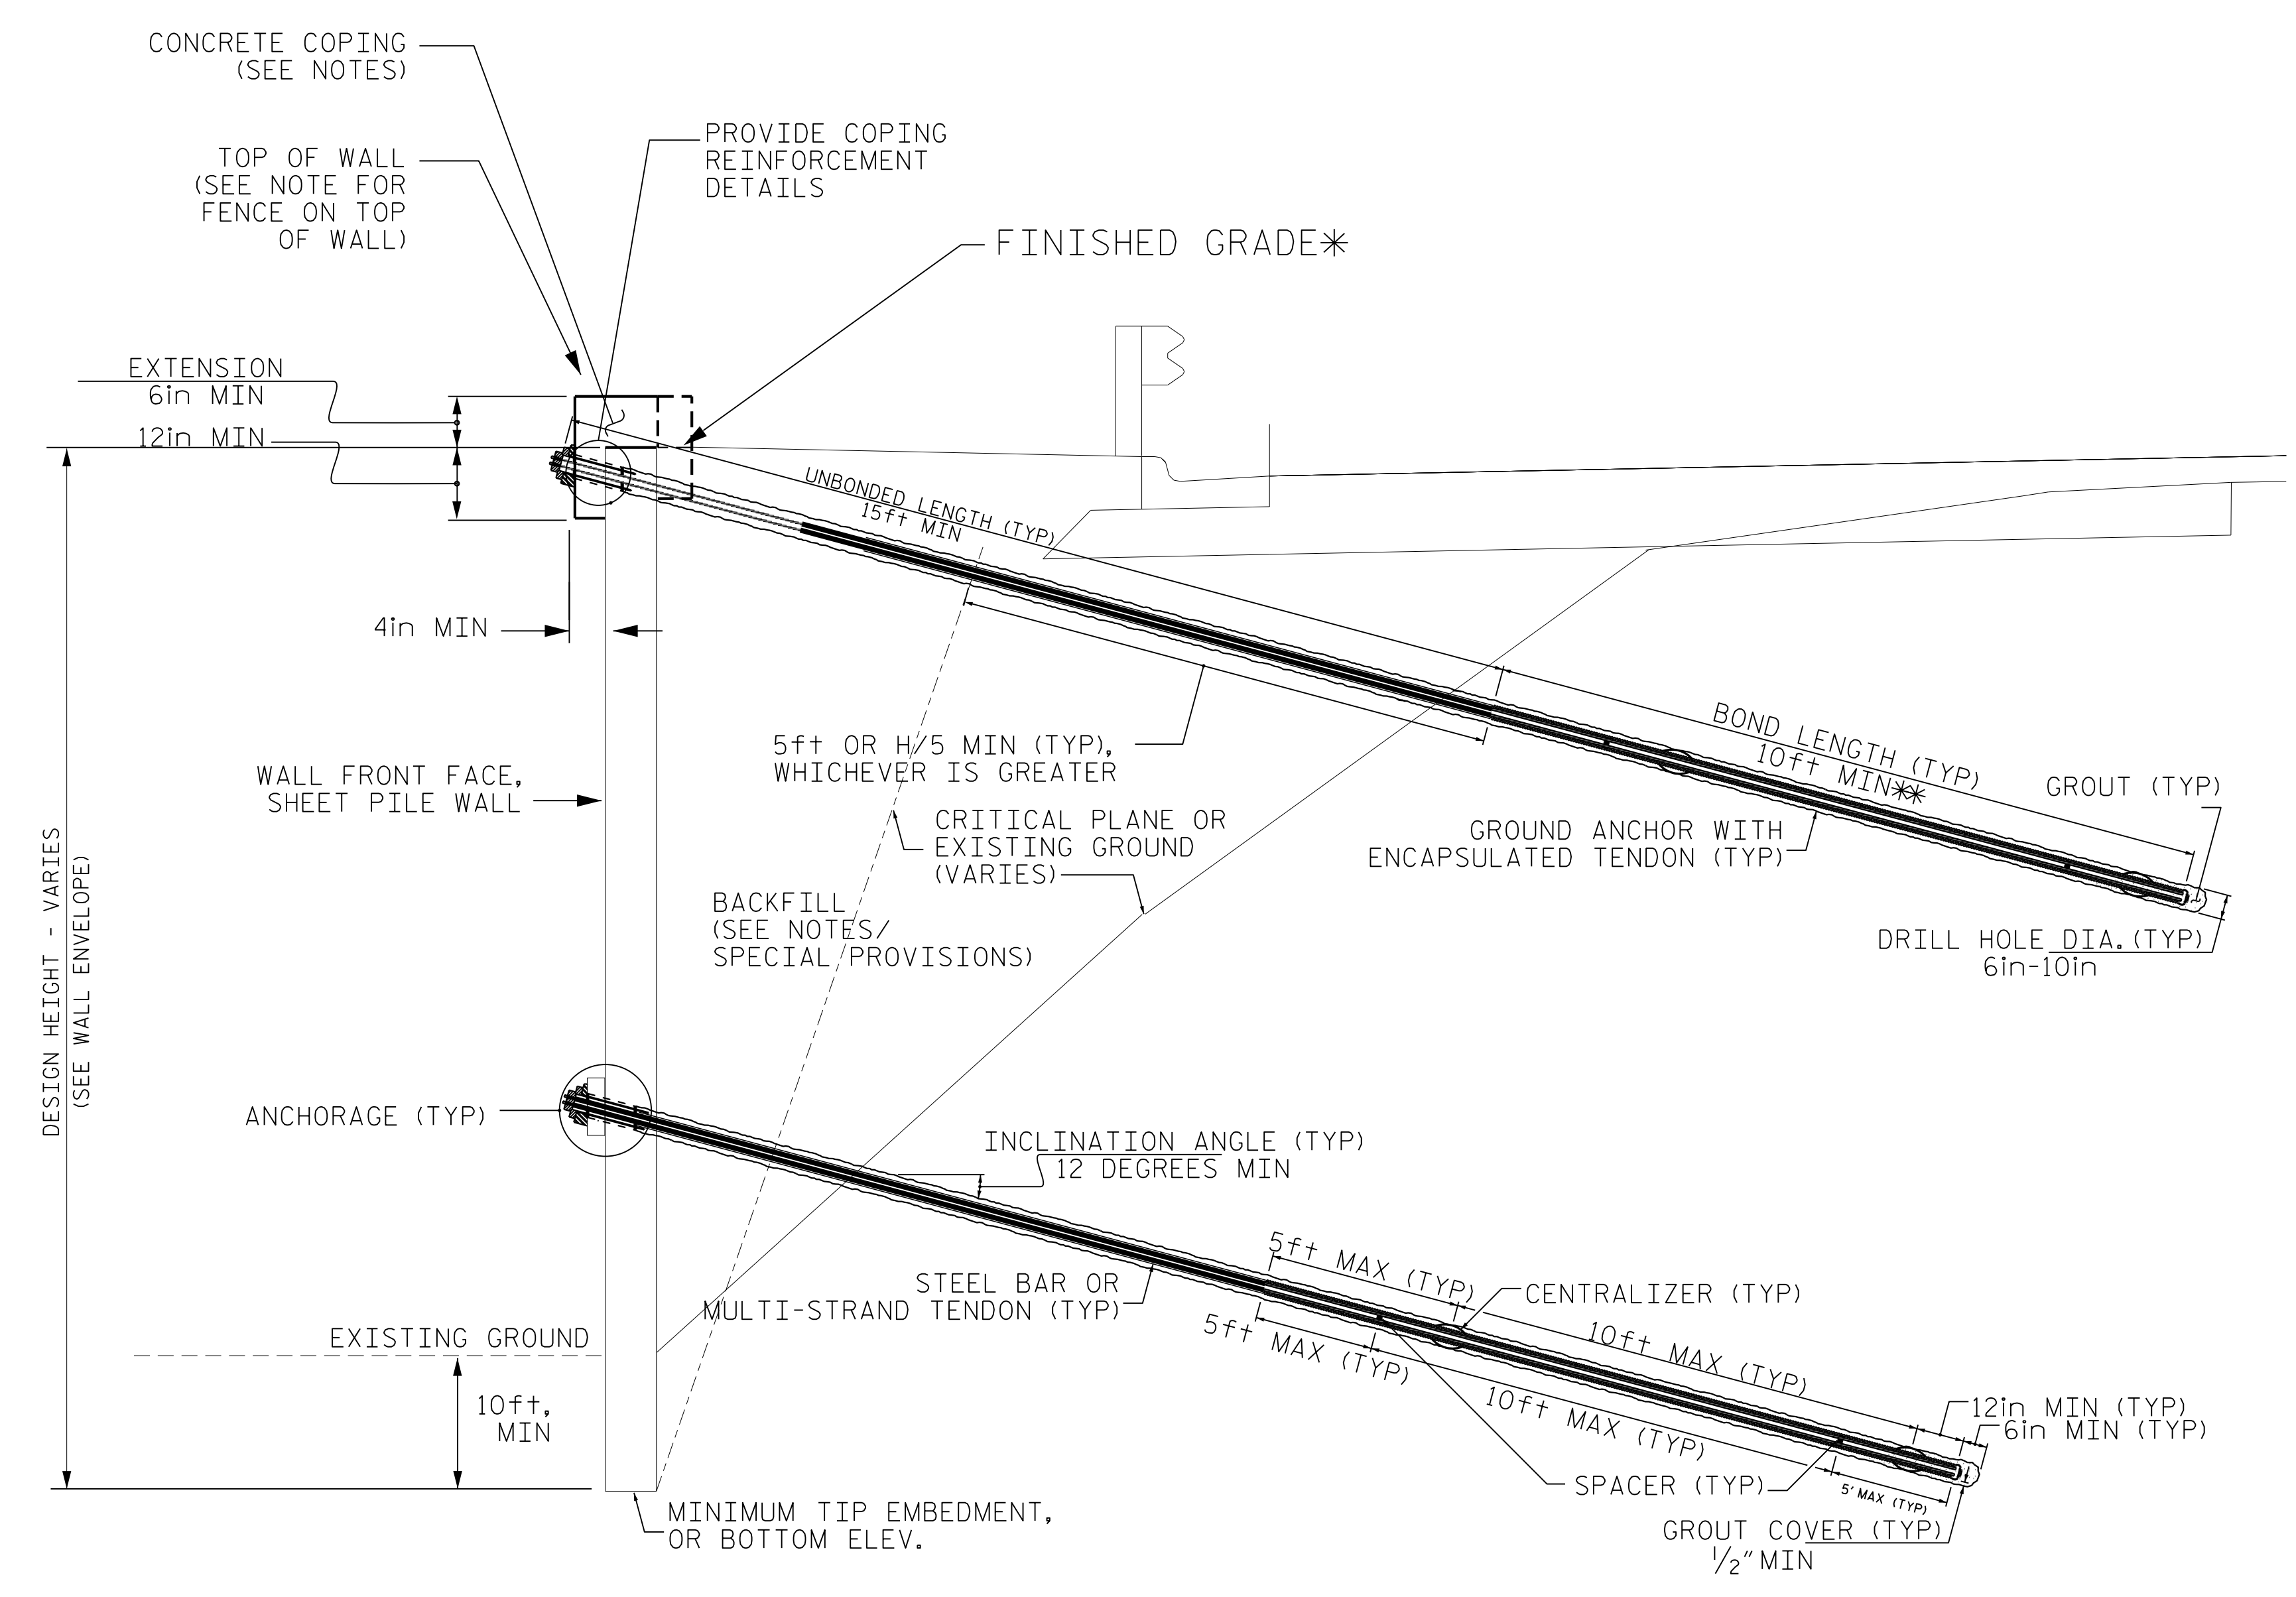 CONCRETE COPING
(SEE NOTES)
TOP OF WALL
(SEE NOTE FOR
FENCE ON TOP
OF WALL)
PROVIDE COPING
REINFORCEMENT
DETAILS
FINISHED GRADE*
EXTENSION
6in MIN
12in MIN
UNBONDED LENGTH (TYP)
15ft MIN
4in MIN
5ft OR H/5 MIN (TYP),
WHICHEVER IS GREATER
BOND LENGTH (TYP)
10ft MIN**
GROUT (TYP)
WALL FRONT FACE,
SHEET PILE WALL
CRITICAL PLANE OR
EXISTING GROUND
(VARIES)
GROUND ANCHOR WITH
ENCAPSULATED TENDON (TYP)
BACKFILL
(SEE NOTES/
SPECIAL PROVISIONS)
DRILL HOLE DIA. (TYP)
6in-10in
DESIGN HEIGHT - VARIES
(SEE WALL ENVELOPE)
ANCHORAGE (TYP)
INCLINATION ANGLE (TYP)
12 DEGREES MIN
STEEL BAR OR
MULTI-STRAND TENDON (TYP)
5ft MAX (TYP)
CENTRALIZER (TYP)
10ft MAX (TYP)
5ft MAX (TYP)
10ft MAX (TYP)
EXISTING GROUND
10ft,
MIN
12in MIN (TYP)
6in MIN (TYP)
SPACER (TYP)
5' MAX (TYP)
MINIMUM TIP EMBEDMENT,
OR BOTTOM ELEV.
GROUT COVER (TYP)
1/2" MIN